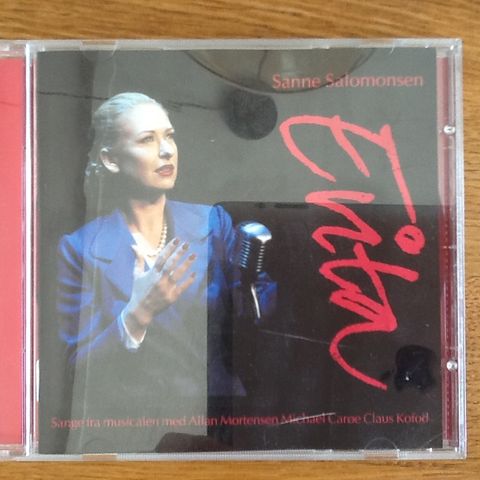 Sanne Salomonsen
Evita
Sange fra musicalen med Allan Mortensen Michael Carøe Claus Kofod